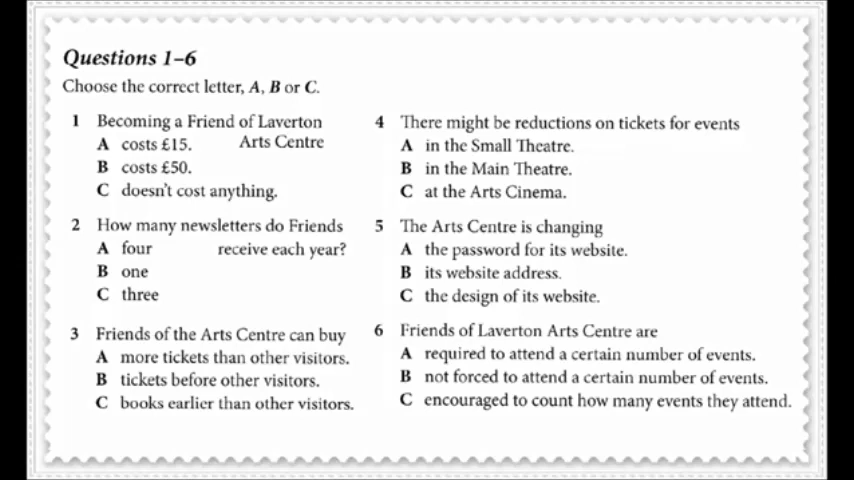 Questions 1–6
Choose the correct letter, A, B or C.
1 Becoming a Friend of Laverton
Arts Centre
A costs £15.
B costs £50.
C doesn't cost anything.
2 How many newsletters do Friends
receive each year?
A four
B one
C three
3 Friends of the Arts Centre can buy
A more tickets than other visitors.
B tickets before other visitors.
C books earlier than other visitors.
4 There might be reductions on tickets for events
A in the Small Theatre.
B in the Main Theatre.
C at the Arts Cinema.
5 The Arts Centre is changing
A the password for its website.
B its website address.
C the design of its website.
6 Friends of Laverton Arts Centre are
A required to attend a certain number of events.
B not forced to attend a certain number of events.
C encouraged to count how many events they attend.